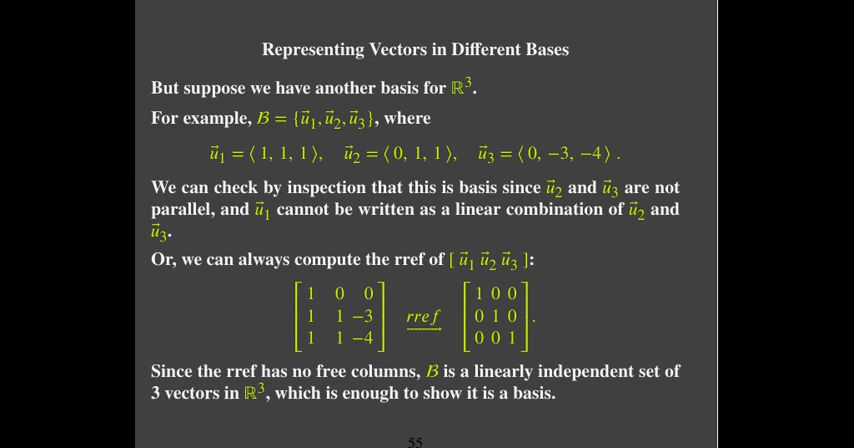 Representing Vectors in Different Bases
But suppose we have another basis for ℝ³.
For example, ℬ = {u⃗₁, u⃗₂, u⃗₃}, where
u⃗₁ = ⟨ 1, 1, 1 ⟩, u⃗₂ = ⟨ 0, 1, 1 ⟩, u⃗₃ = ⟨ 0, −3, −4 ⟩ .
We can check by inspection that this is basis since u⃗₂ and u⃗₃ are not
parallel, and u⃗₁ cannot be written as a linear combination of u⃗₂ and
u⃗₃.
Or, we can always compute the rref of [ u⃗₁ u⃗₂ u⃗₃ ]:
[ 1 0 0 ] [ 1 0 0 ]
[ 1 1 −3 ] rref [ 0 1 0 ] .
[ 1 1 −4 ] [ 0 0 1 ]
Since the rref has no free columns, ℬ is a linearly independent set of
3 vectors in ℝ³, which is enough to show it is a basis.
55